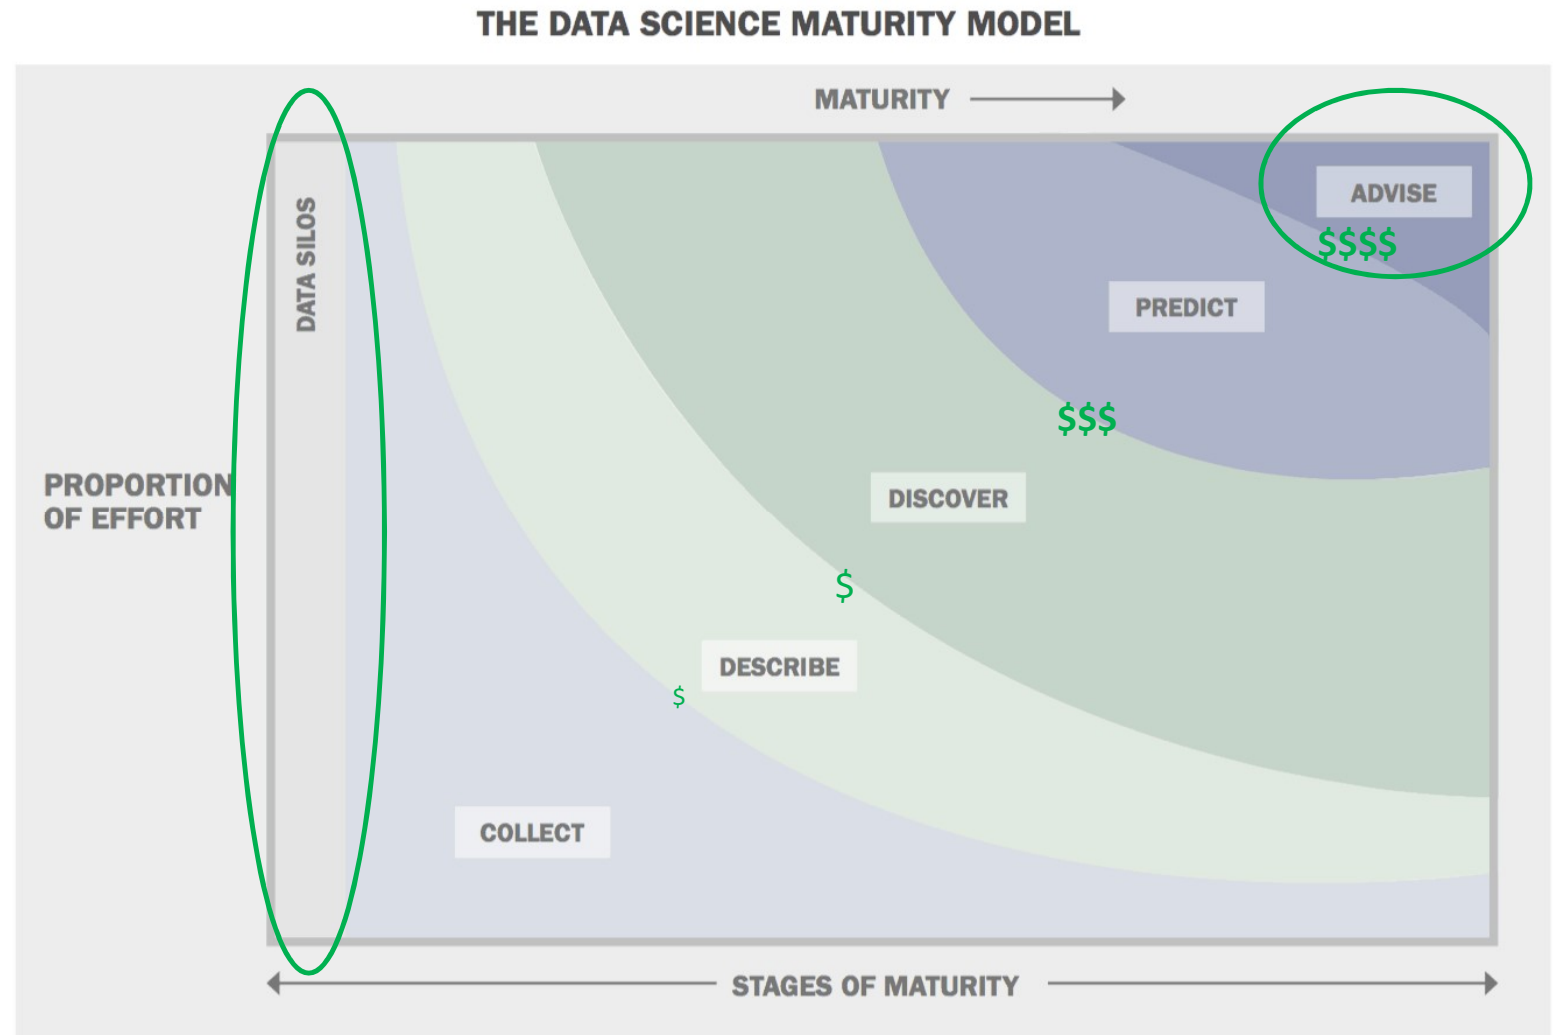 THE DATA SCIENCE MATURITY MODEL
MATURITY
DATA SILOS
ADVISE
$$$$
PREDICT
$$$
PROPORTION
OF EFFORT
DISCOVER
$
DESCRIBE
$
COLLECT
STAGES OF MATURITY